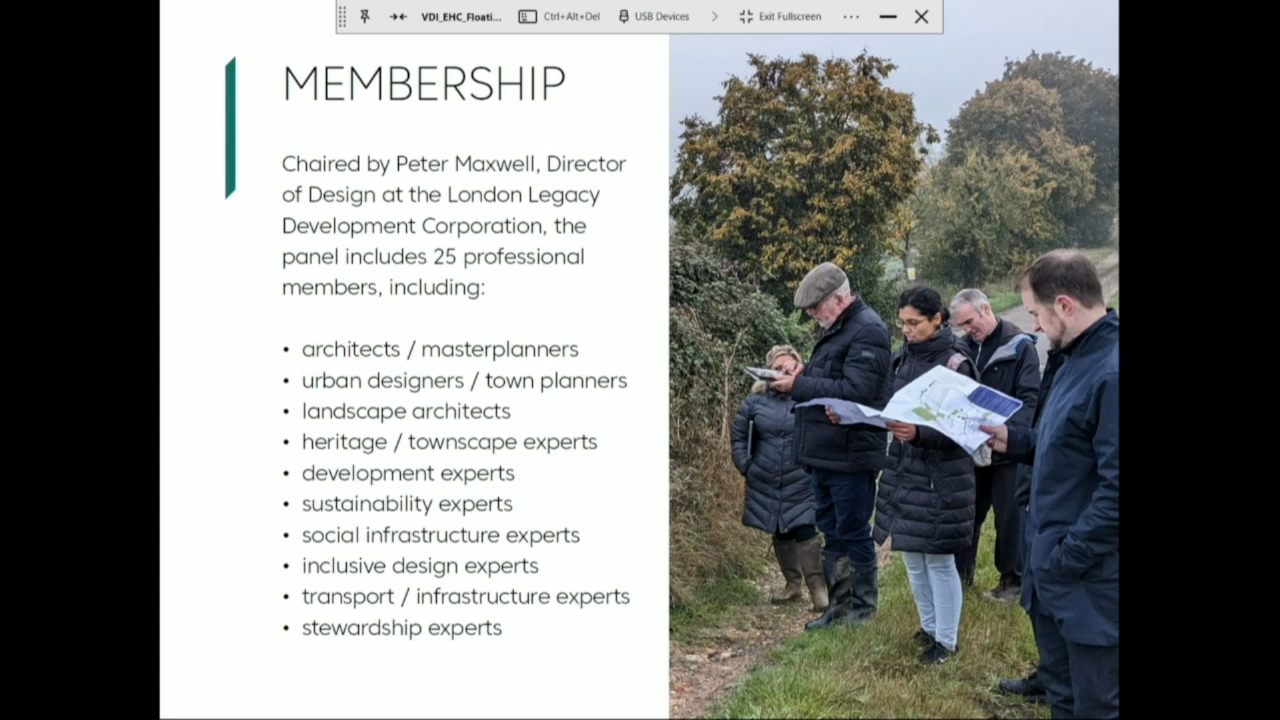 VDI_EHC_Floati...
Ctrl+Alt+Del
USB Devices
Exit Fullscreen
MEMBERSHIP
Chaired by Peter Maxwell, Director
of Design at the London Legacy
Development Corporation, the
panel includes 25 professional
members, including:
• architects / masterplanners
• urban designers / town planners
• landscape architects
• heritage / townscape experts
• development experts
• sustainability experts
• social infrastructure experts
• inclusive design experts
• transport / infrastructure experts
• stewardship experts